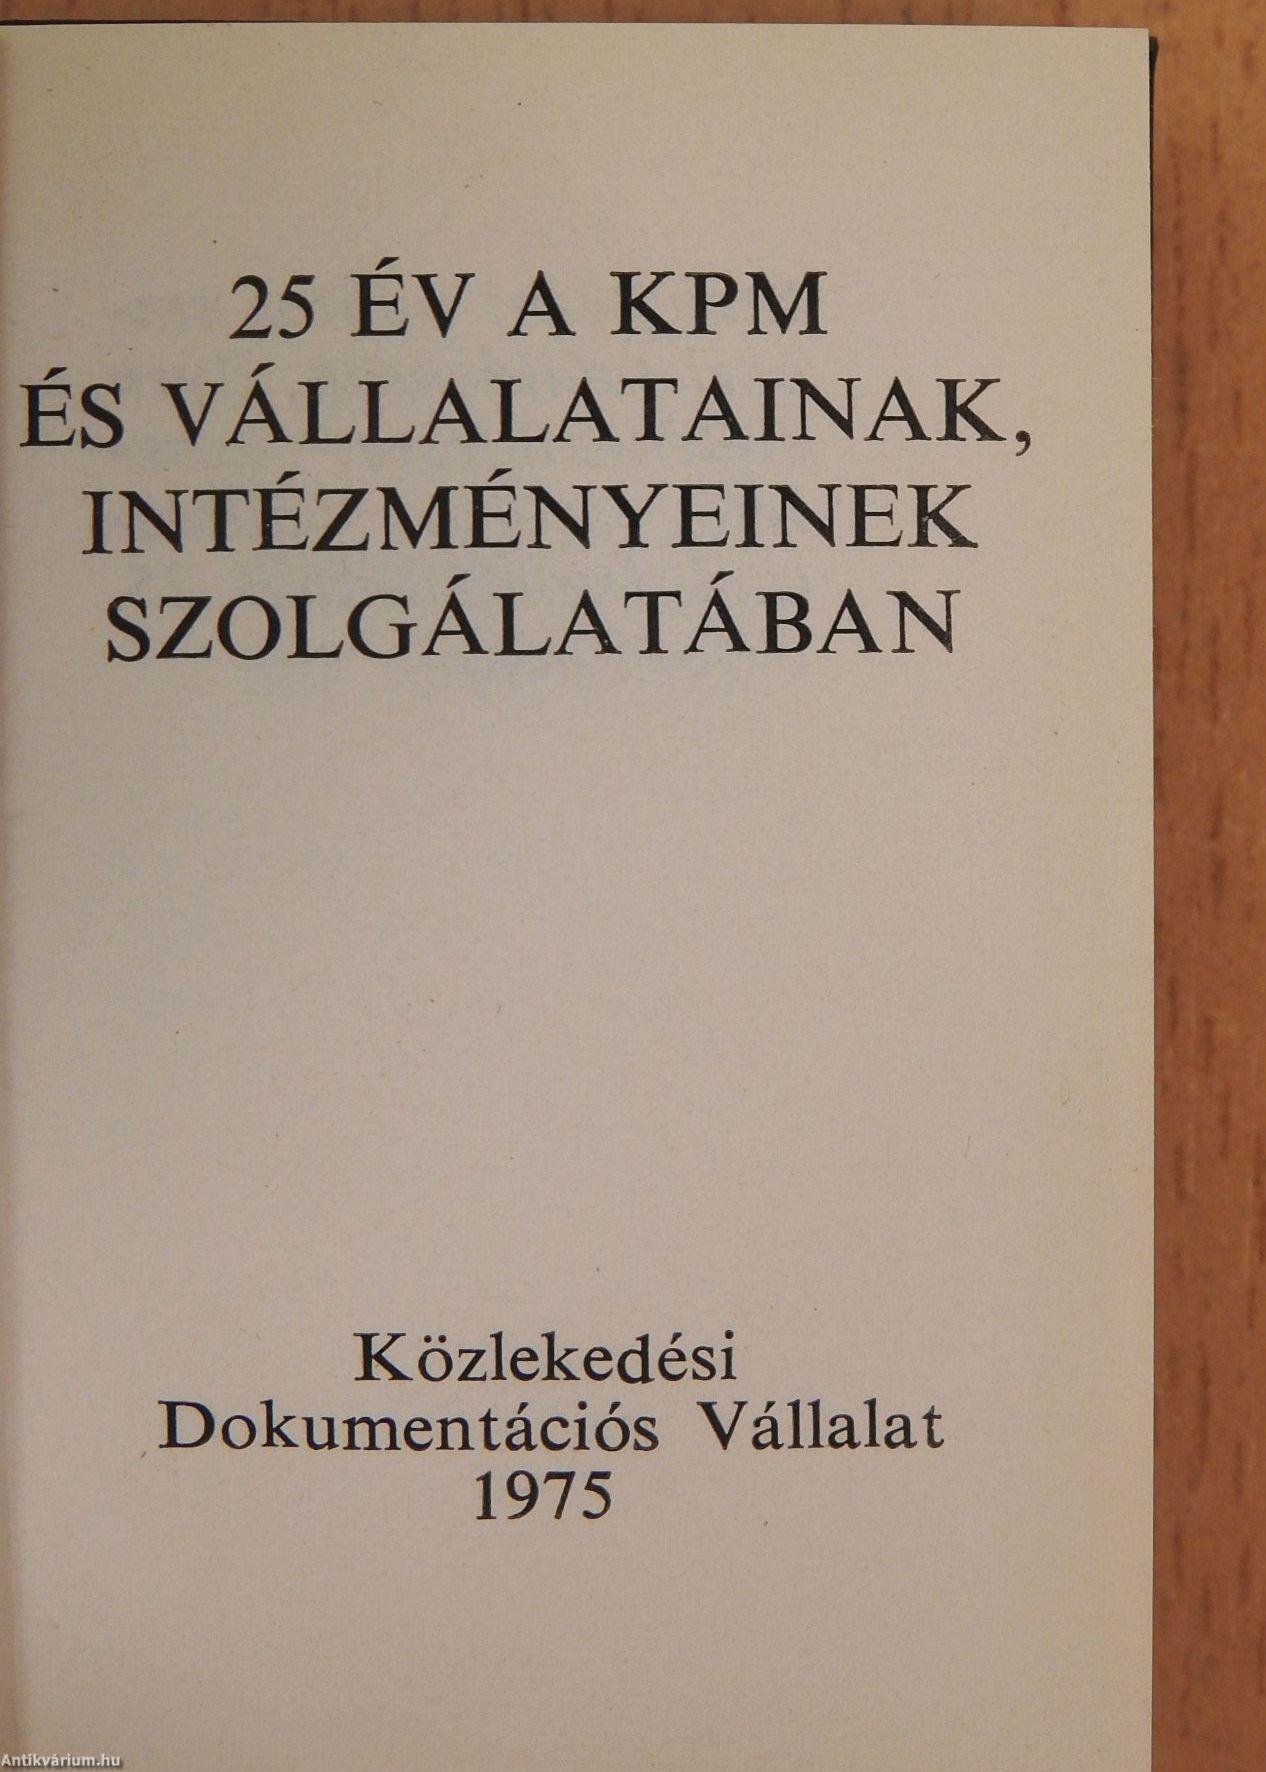 25 ÉV A KPM
ÉS VÁLLALATAINAK,
INTÉZMÉNYEINEK
SZOLGÁLATÁBAN
Közlekedési
Dokumentációs Vállalat
1975
Antikvárium.hu